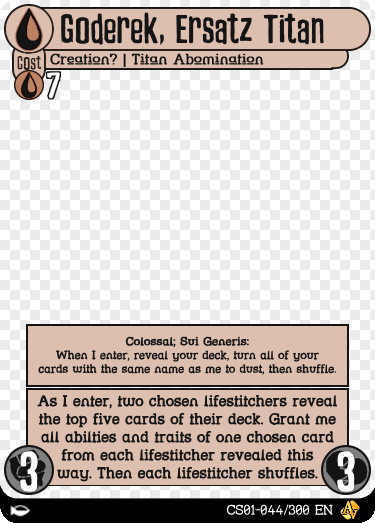 Goderek, Ersatz Titan
Cost
Creation? | Titan Abomination
7
Colossal; Sui Generis:
When I enter, reveal your deck, turn all of your
cards with the same name as me to dust, then shuffle.
As I enter, two chosen lifestitchers reveal
the top five cards of their deck. Grant me
all abilties and traits of one chosen card
from each lifestitcher revealed this
way. Then each lifestitcher shuffles.
3
3
CS01-044/300 EN